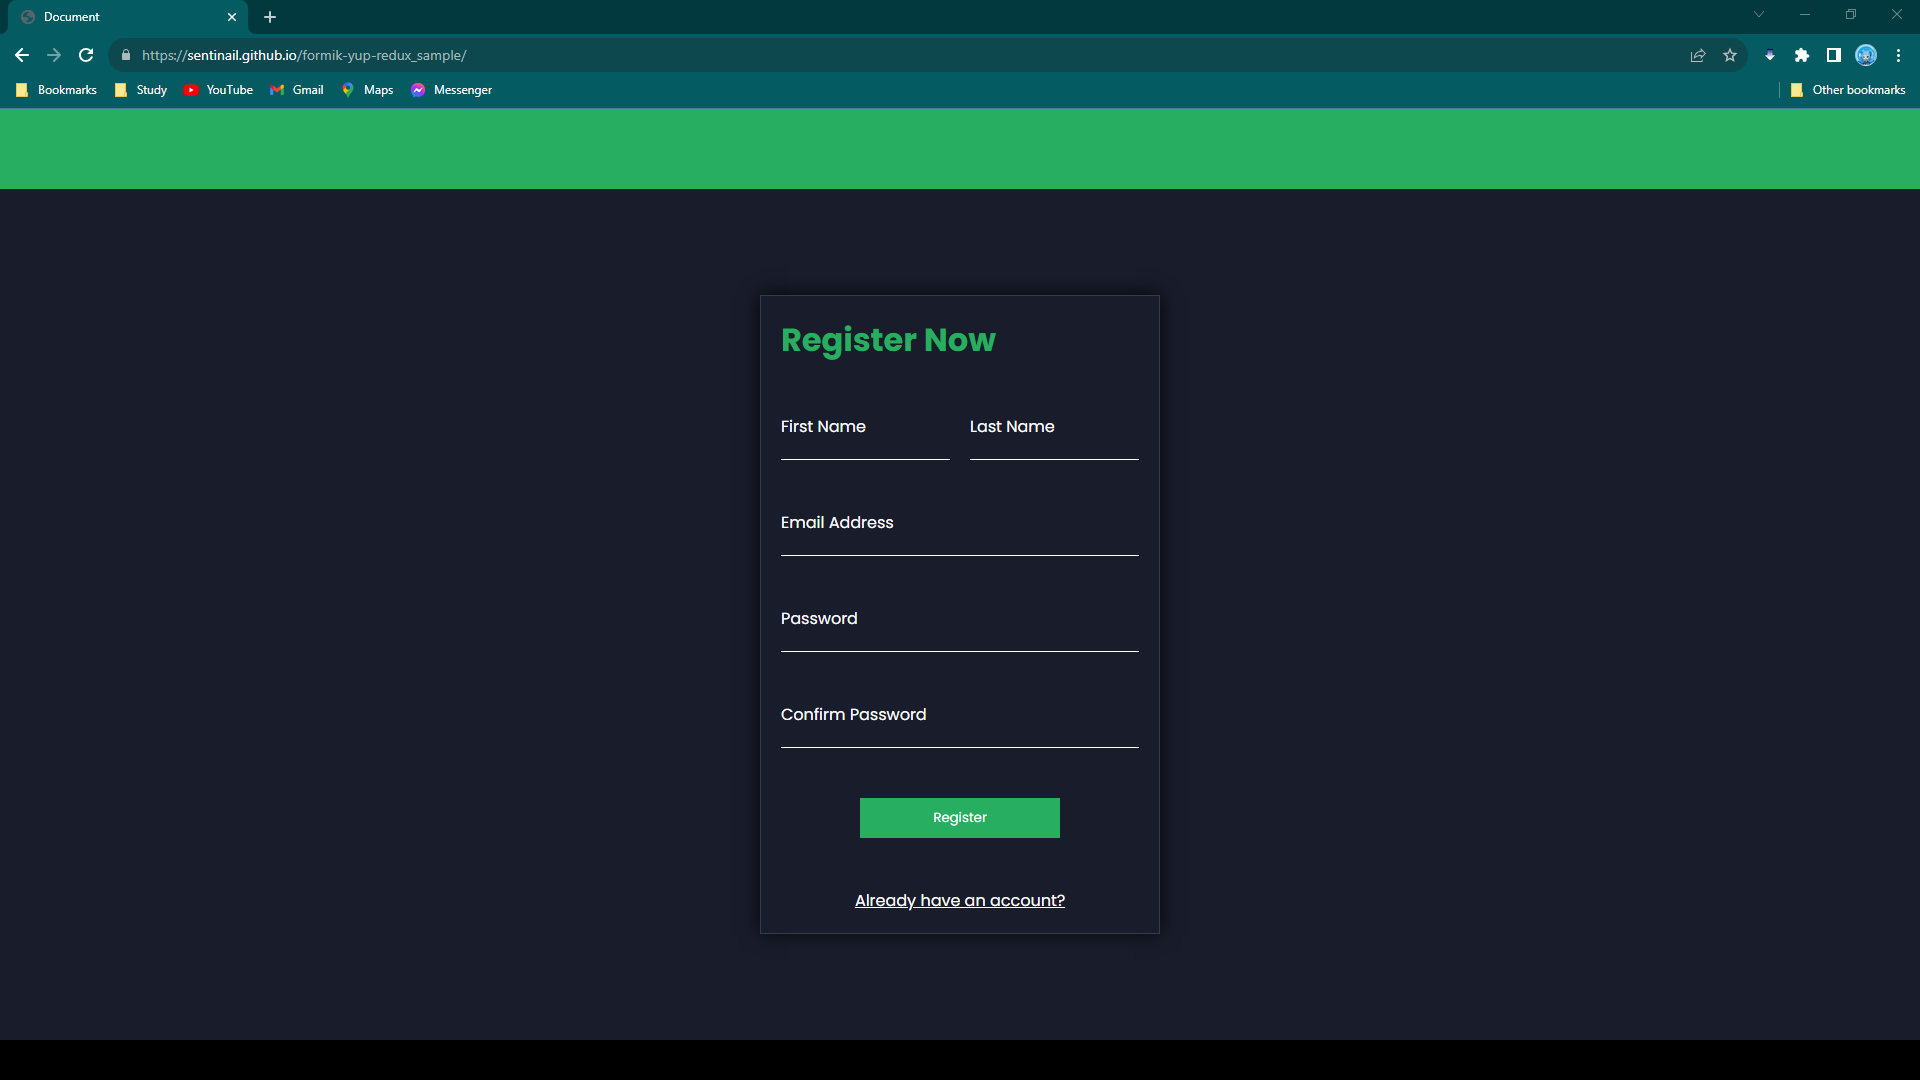 Document
https://sentinail.github.io/formik-yup-redux_sample/
Bookmarks Study YouTube Gmail Maps Messenger Other bookmarks
Register Now
First Name Last Name
Email Address
Password
Confirm Password
Register
Already have an account?